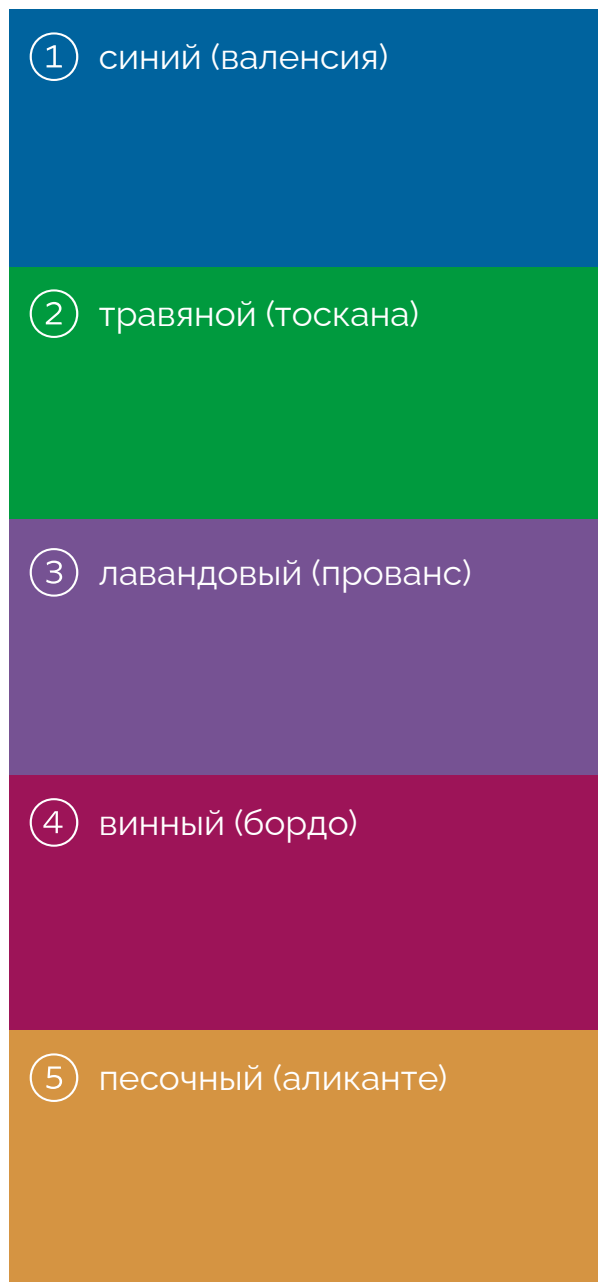 1 синий (валенсия)
2 травяной (тоскана)
3 лавандовый (прованс)
4 винный (бордо)
5 песочный (аликанте)